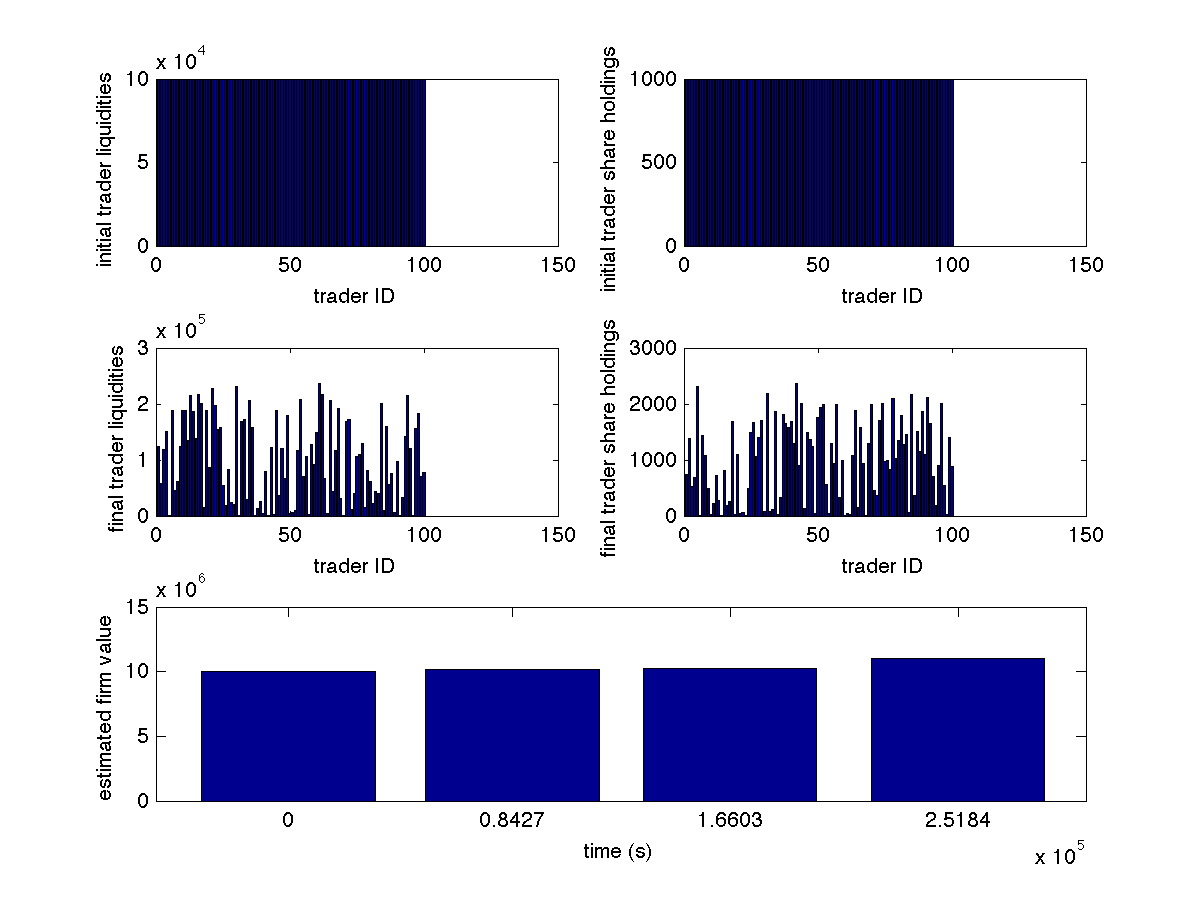 x 10^4
10
5
0
initial trader liquidities
0 50 100 150
trader ID
1000
500
0
initial trader share holdings
0 50 100 150
trader ID
x 10^5
3
2
1
0
final trader liquidities
0 50 100 150
trader ID
3000
2000
1000
0
final trader share holdings
0 50 100 150
trader ID
x 10^6
15
10
5
0
estimated firm value
0 0.8427 1.6603 2.5184
time (s)
x 10^5